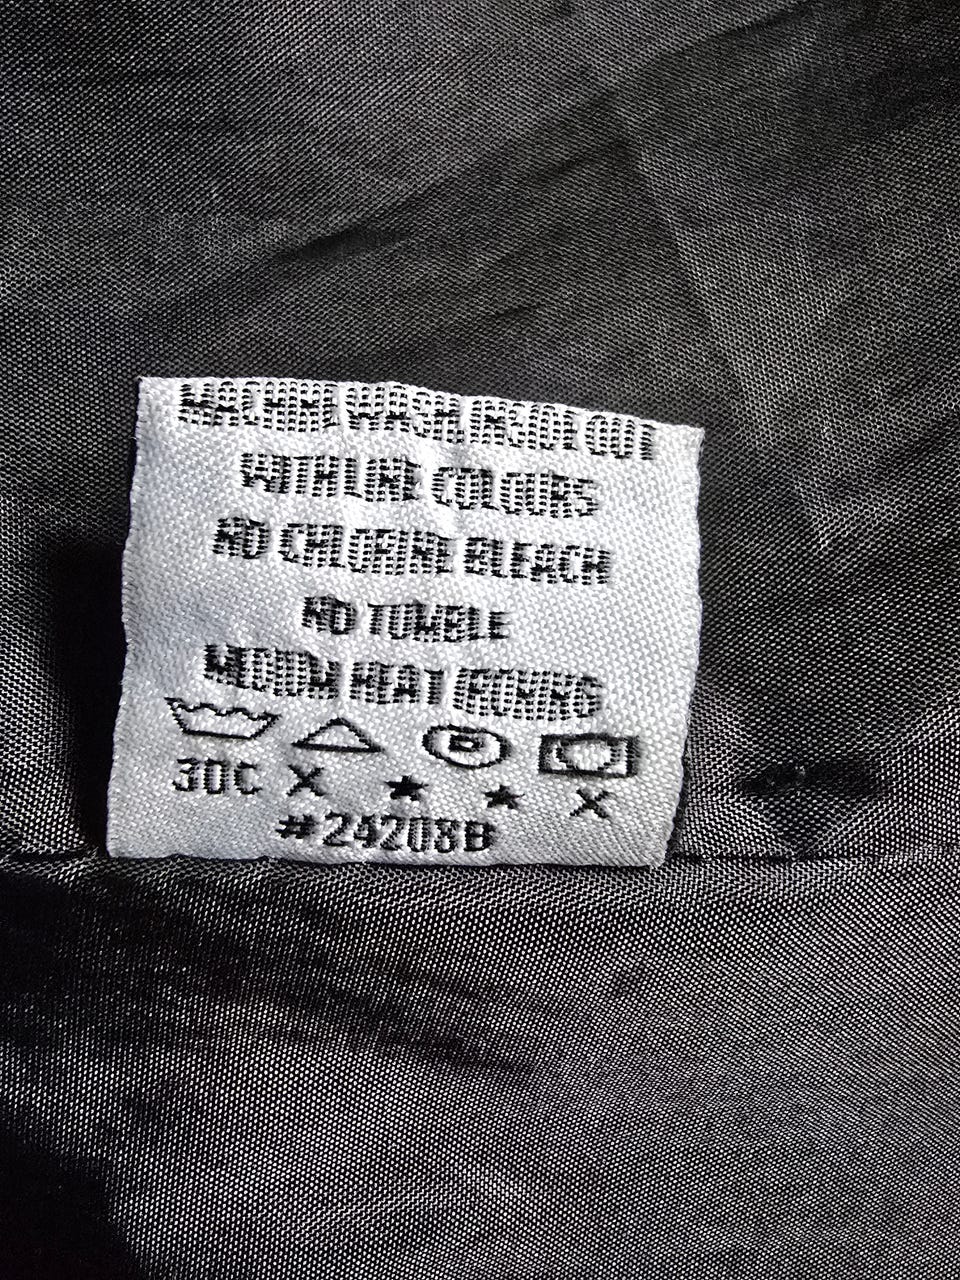 MACHINE WASH INSIDE OUT
WITH LIKE COLOURS
NO CHLORINE BLEACH
NO TUMBLE
MEDIUM HEAT IRONING
30C X ★ ★ X
#24208B